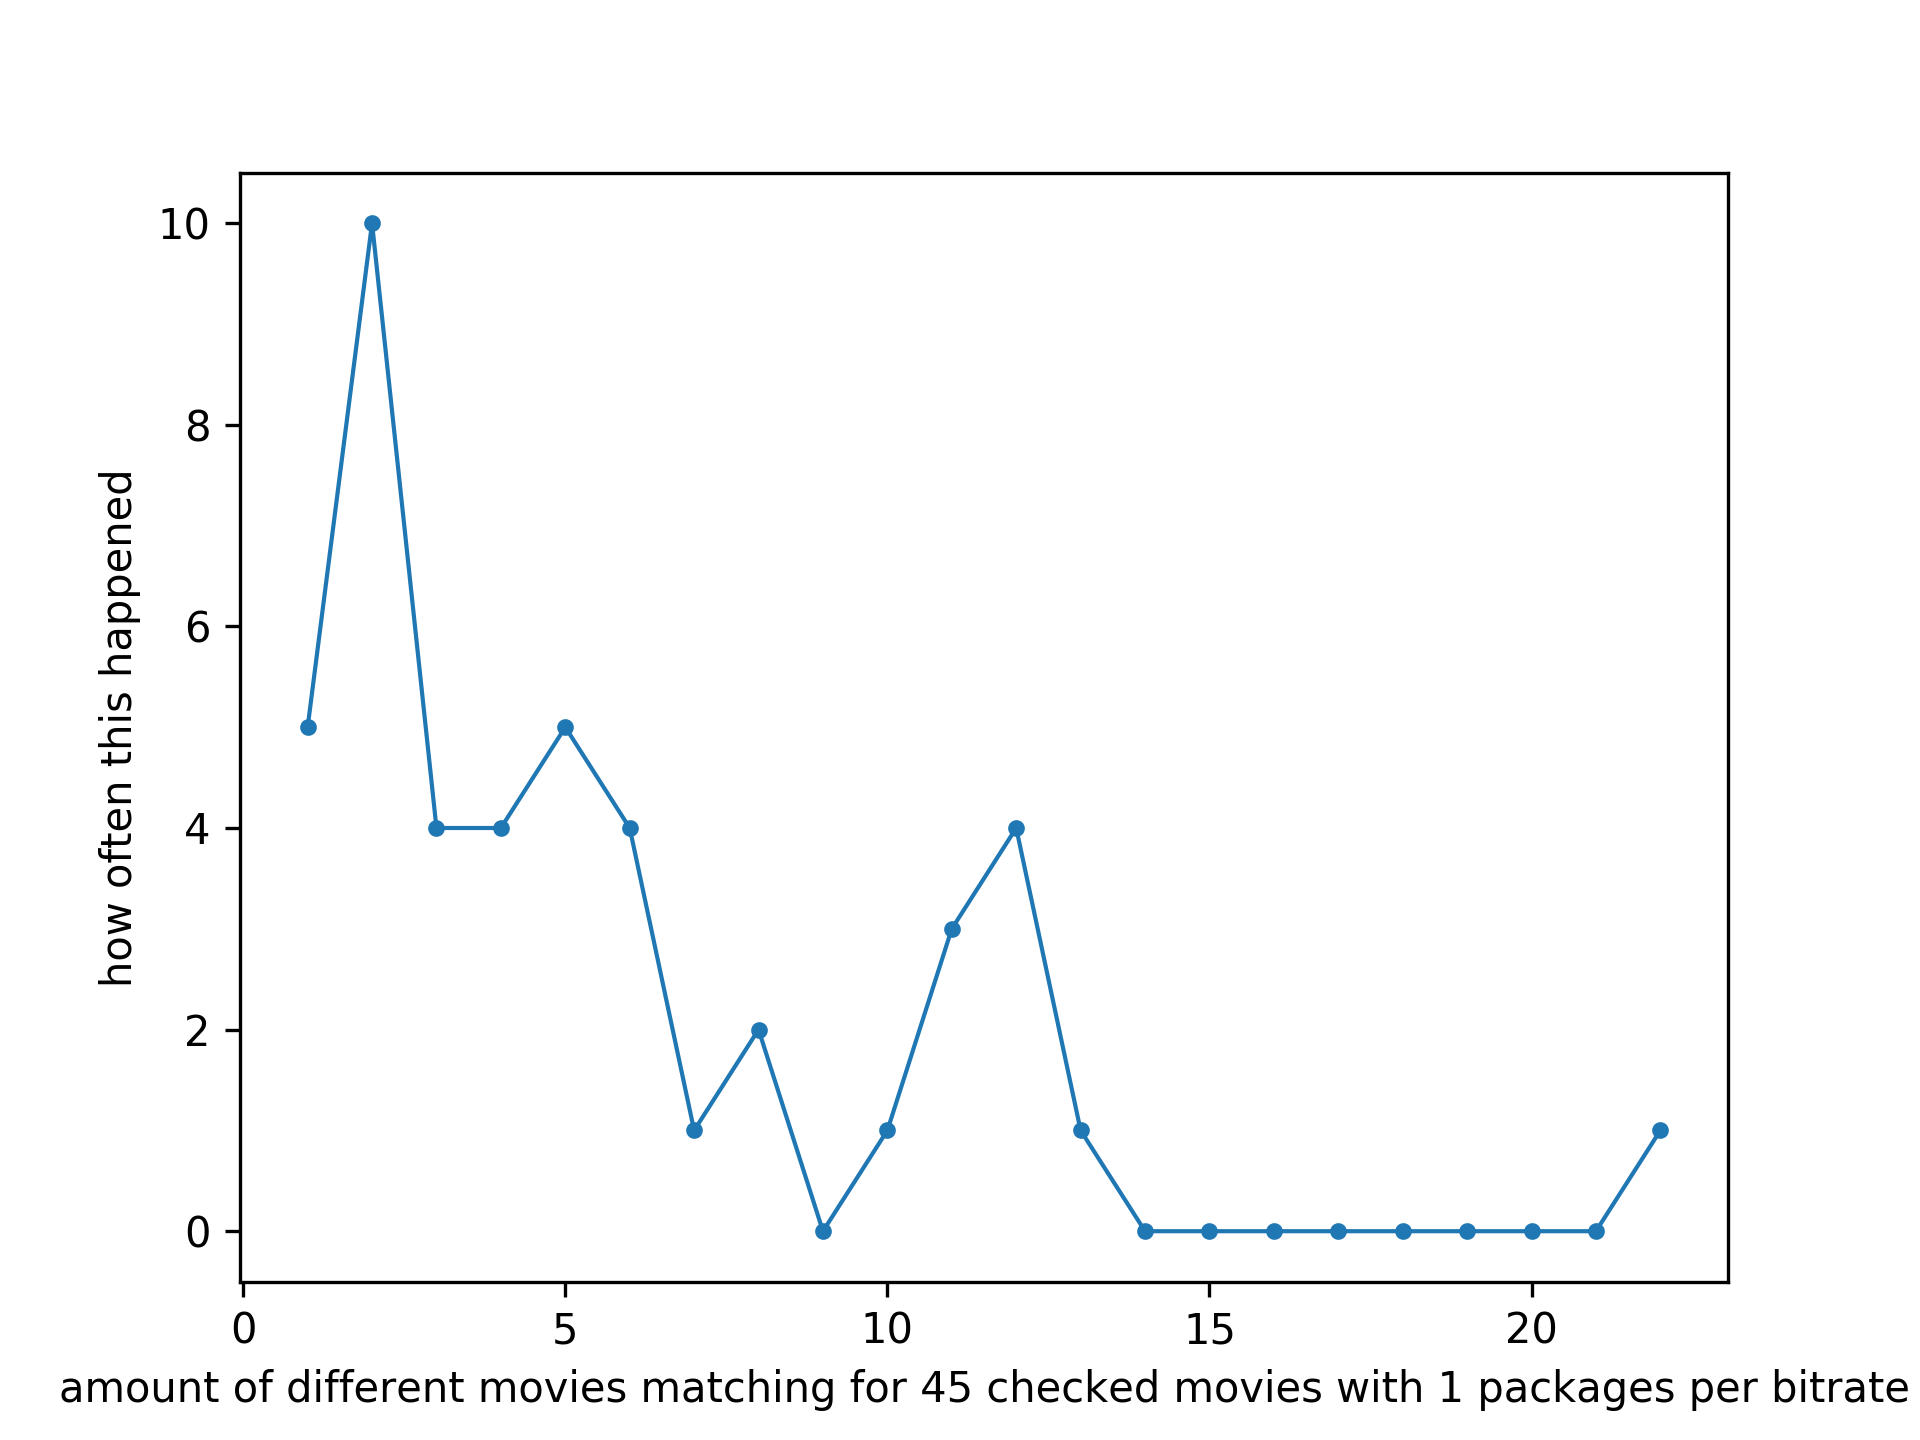 how often this happened
10
8
6
4
2
0
0 5 10 15 20
amount of different movies matching for 45 checked movies with 1 packages per bitrate